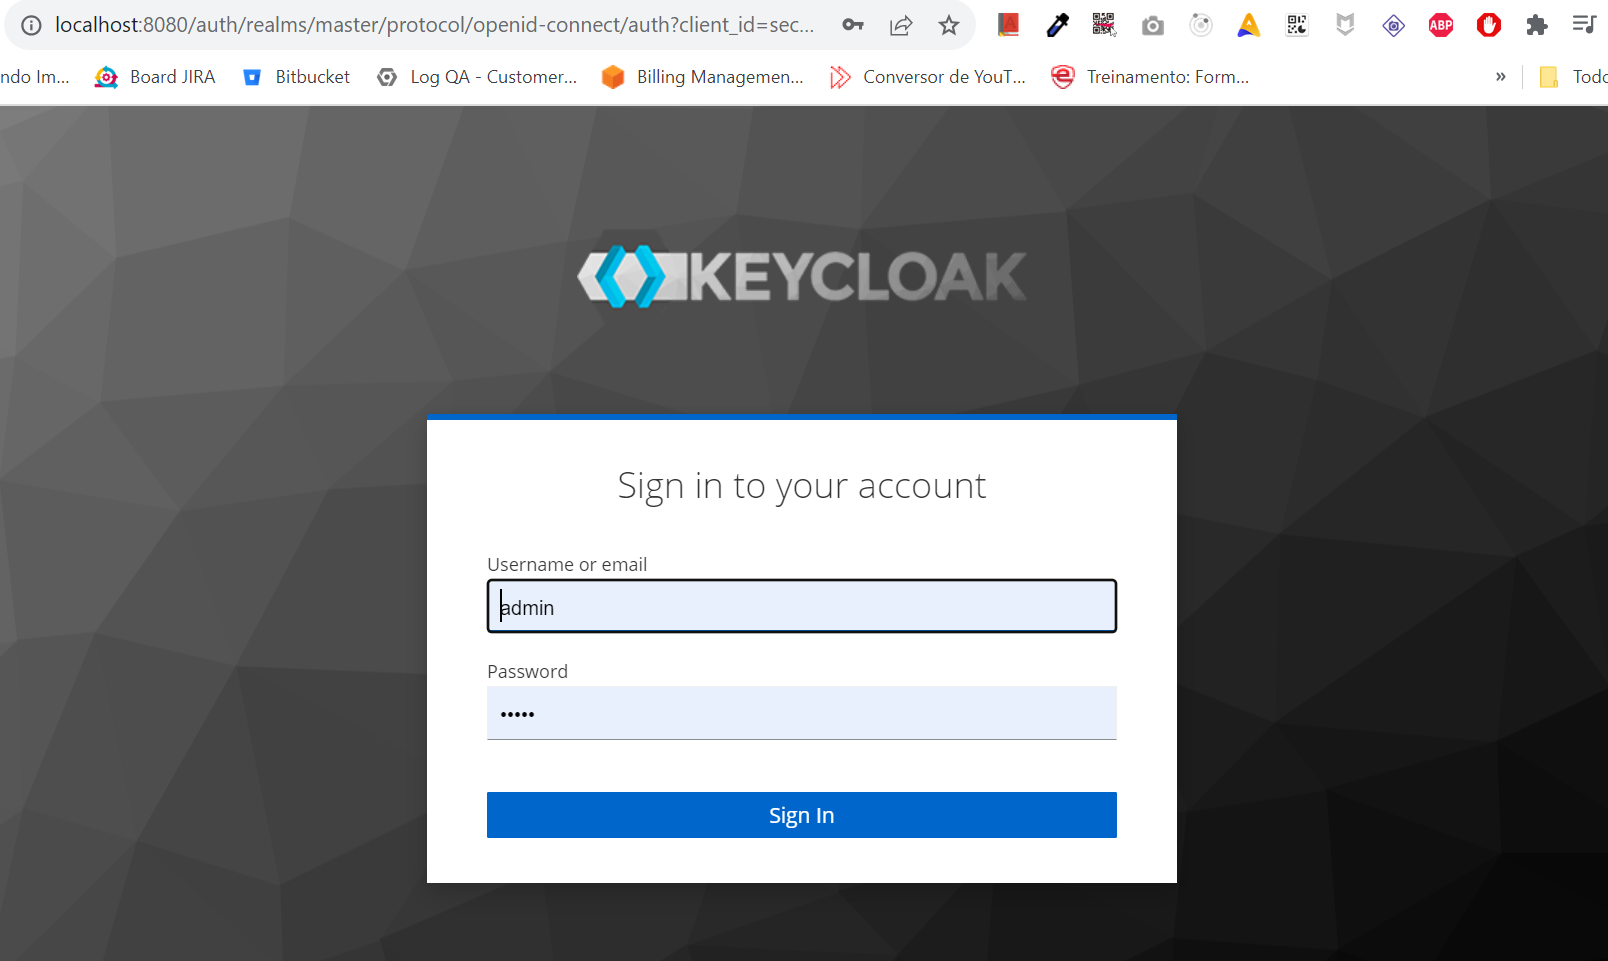 localhost:8080/auth/realms/master/protocol/openid-connect/auth?client_id=sec...
ABP
ndo Im... Board JIRA Bitbucket Log QA - Customer... Billing Managemen... Conversor de YouT... Treinamento: Form... » Todo
KEYCLOAK
Sign in to your account
Username or email
admin
Password
•••••
Sign In